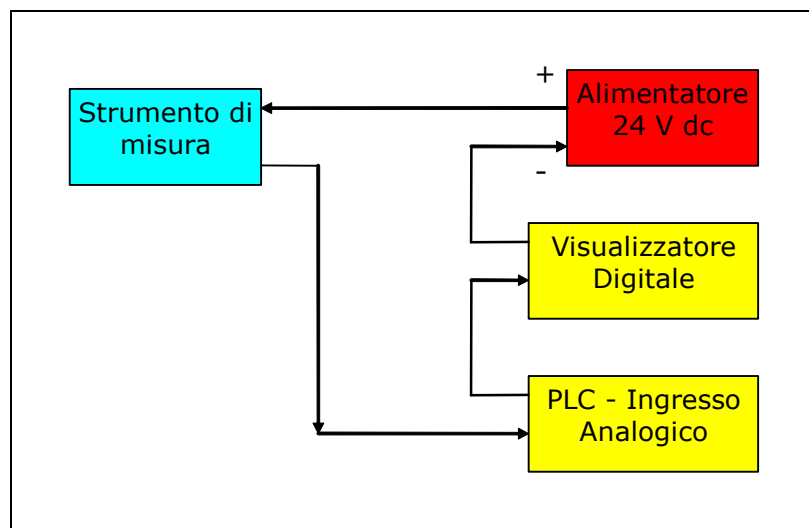 +
Strumento di
misura
Alimentatore
24 V dc
-
Visualizzatore
Digitale
PLC - Ingresso
Analogico